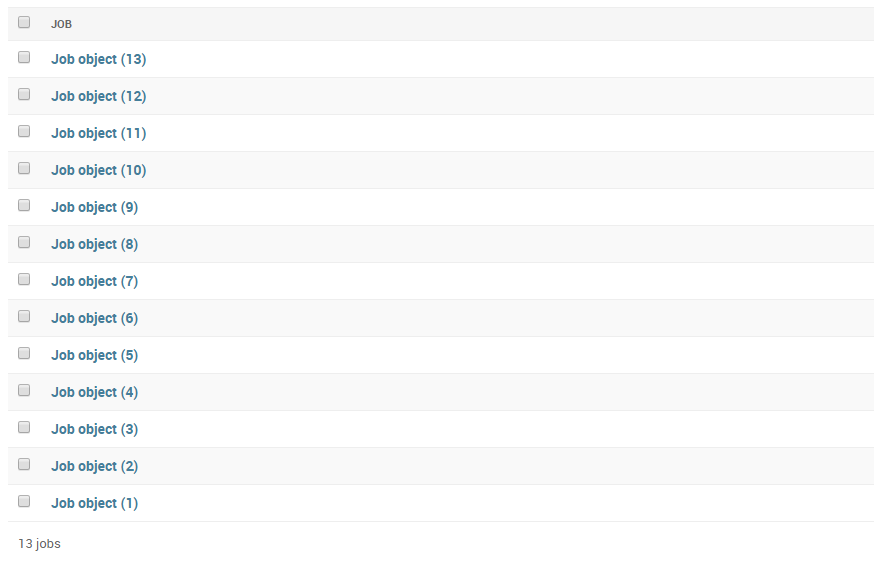 JOB
Job object (13)
Job object (12)
Job object (11)
Job object (10)
Job object (9)
Job object (8)
Job object (7)
Job object (6)
Job object (5)
Job object (4)
Job object (3)
Job object (2)
Job object (1)
13 jobs